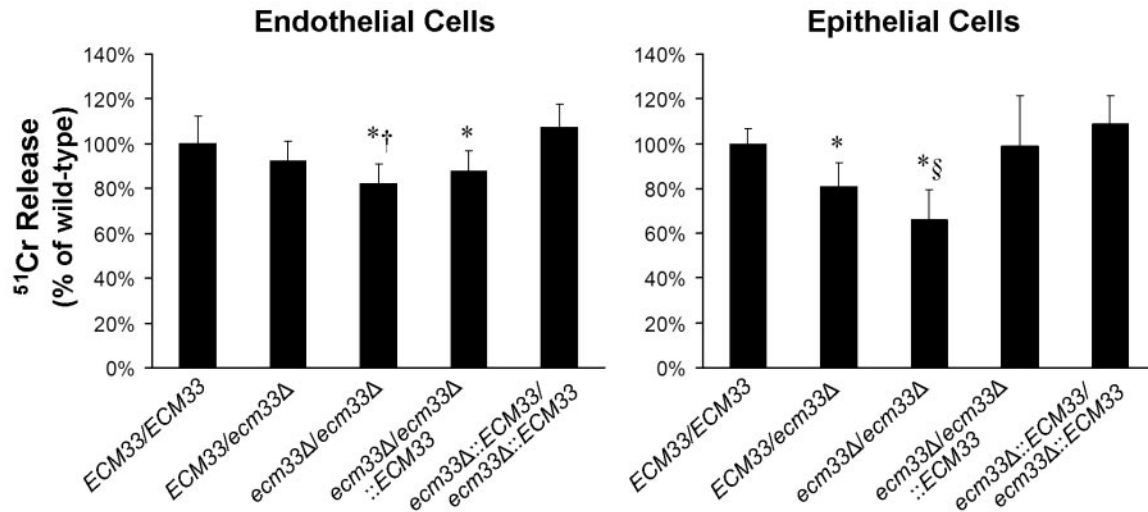 Endothelial Cells
Epithelial Cells
⁵¹Cr Release
(% of wild-type)
140%
120%
100%
80%
60%
40%
20%
0%
*†
*
ECM33/ECM33
ECM33/ecm33Δ
ecm33Δ/ecm33Δ
ecm33Δ/ecm33Δ
::ECM33
ecm33Δ::ECM33/
ecm33Δ::ECM33
140%
120%
100%
80%
60%
40%
20%
0%
*
*§
ECM33/ECM33
ECM33/ecm33Δ
ecm33Δ/ecm33Δ
ecm33Δ/ecm33Δ
::ECM33
ecm33Δ::ECM33/
ecm33Δ::ECM33